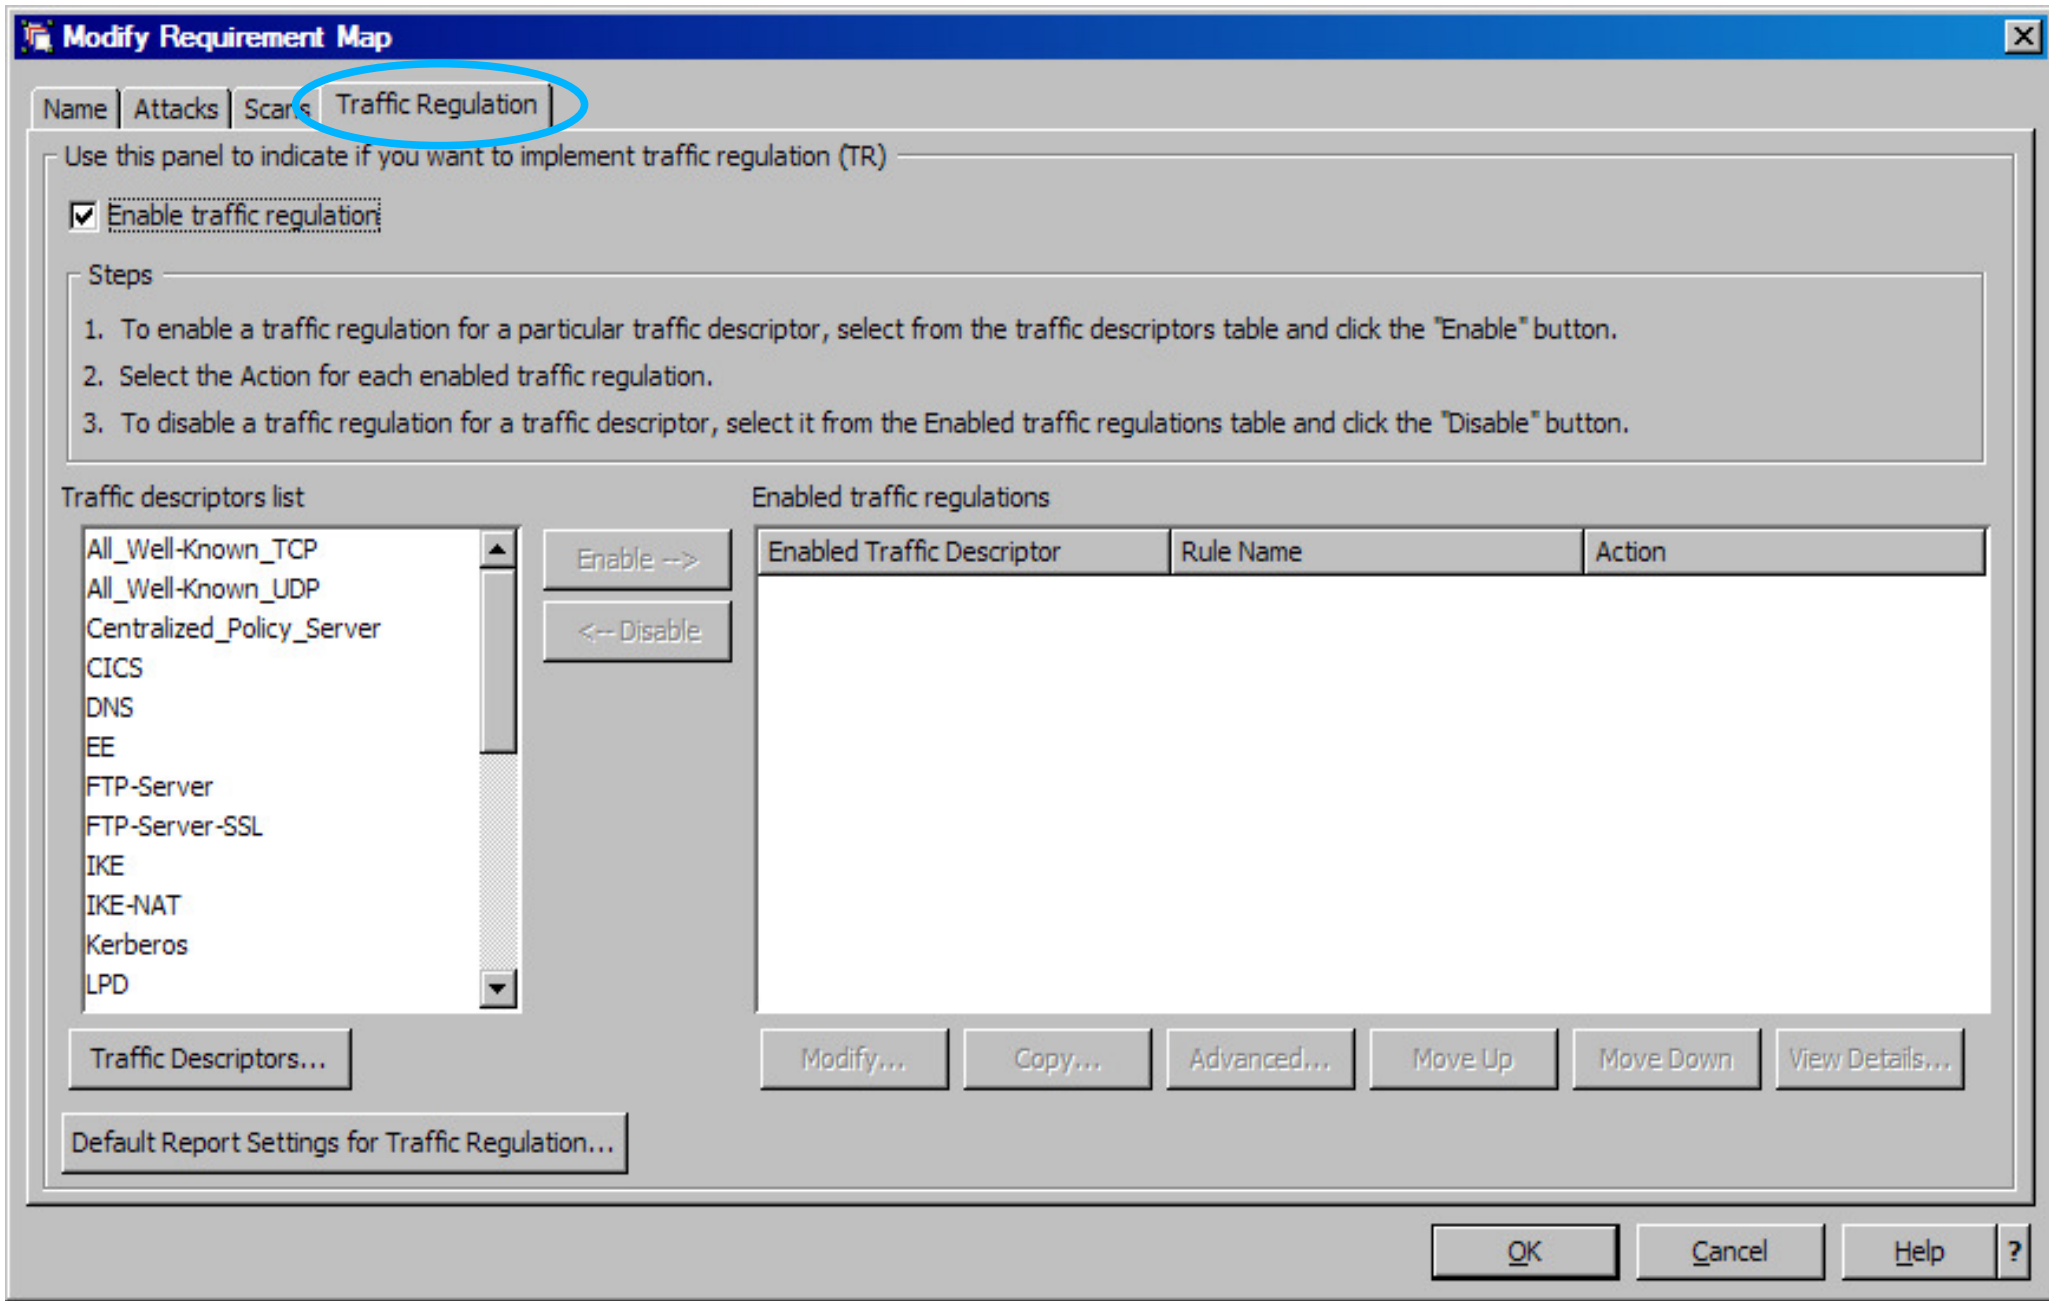 Modify Requirement Map
Name Attacks Scans Traffic Regulation
Use this panel to indicate if you want to implement traffic regulation (TR)
Enable traffic regulation
Steps
1. To enable a traffic regulation for a particular traffic descriptor, select from the traffic descriptors table and click the "Enable" button.
2. Select the Action for each enabled traffic regulation.
3. To disable a traffic regulation for a traffic descriptor, select it from the Enabled traffic regulations table and click the "Disable" button.
Traffic descriptors list
All_Well-Known_TCP
All_Well-Known_UDP
Centralized_Policy_Server
CICS
DNS
EE
FTP-Server
FTP-Server-SSL
IKE
IKE-NAT
Kerberos
LPD
Enable -->
<-- Disable
Enabled traffic regulations
Enabled Traffic Descriptor Rule Name Action
Traffic Descriptors...
Modify... Copy... Advanced... Move Up Move Down View Details...
Default Report Settings for Traffic Regulation...
OK Cancel Help ?